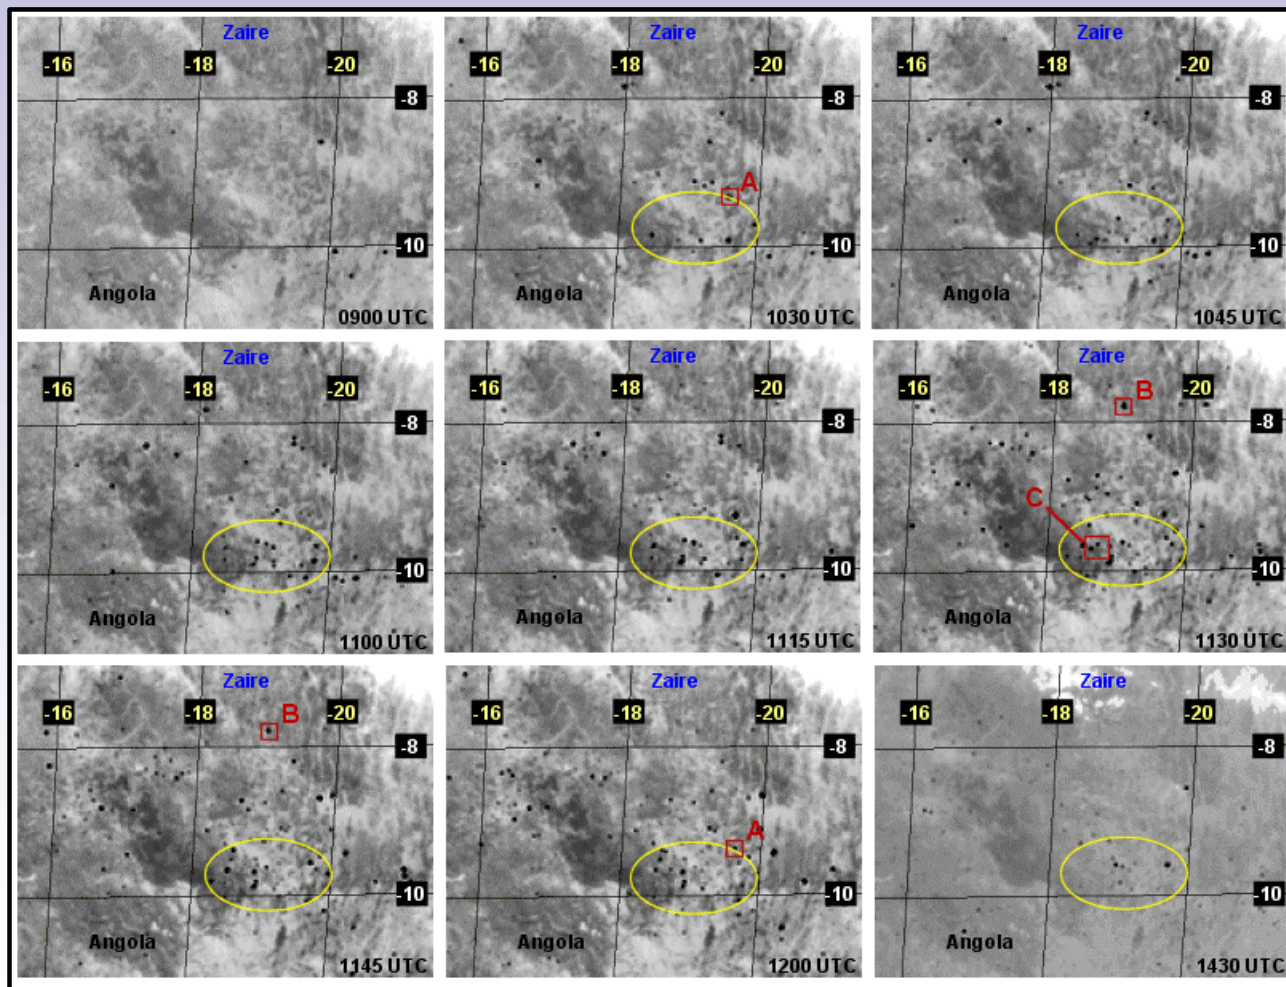 Zaire
-16 -18 -20
-8
-10
Angola
0900 UTC
Zaire
-16 -18 -20
-8
A
-10
Angola
1030 UTC
Zaire
-16 -18 -20
-8
-10
Angola
1045 UTC
Zaire
-16 -18 -20
-8
-10
Angola
1100 UTC
Zaire
-16 -18 -20
-8
-10
Angola
1115 UTC
Zaire
-16 -18 -20
B
-8
C
-10
Angola
1130 UTC
Zaire
-16 -18 -20
B
-8
-10
Angola
1145 UTC
Zaire
-16 -18 -20
-8
A
-10
Angola
1200 UTC
Zaire
-16 -18 -20
-8
-10
Angola
1430 UTC